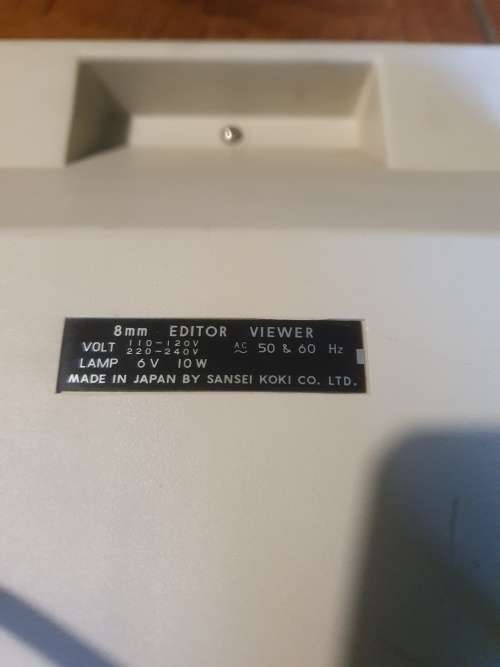 8mm EDITOR VIEWER
VOLT 110-120V 220-240V AC ~ 50 & 60 Hz
LAMP 6V 10W
MADE IN JAPAN BY SANSEI KOKI CO. LTD.